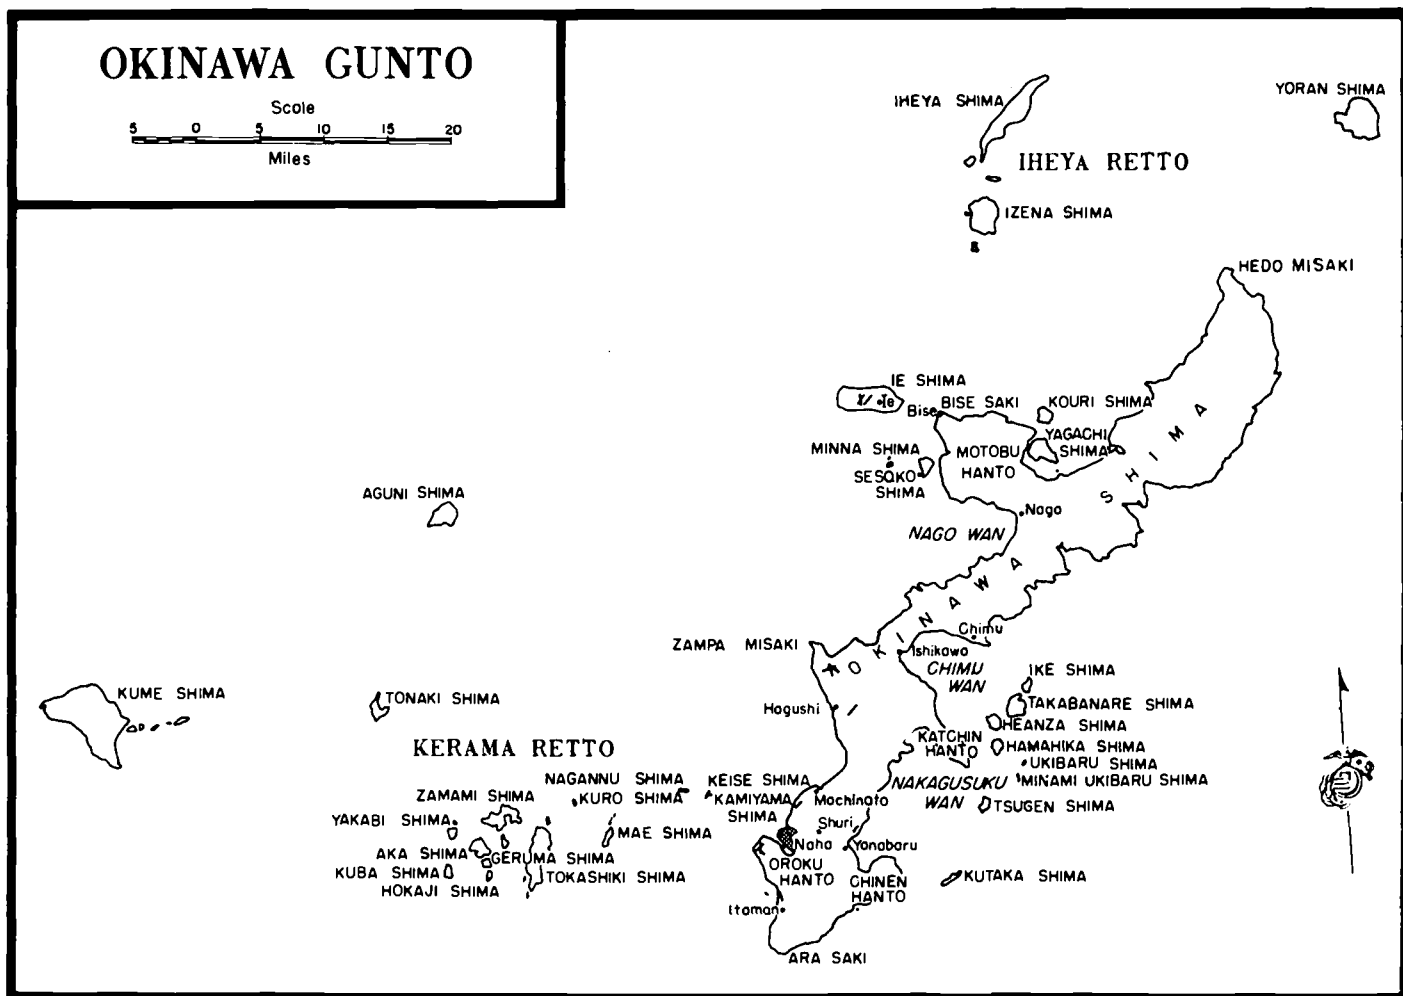 OKINAWA GUNTO
Scale
5 0 5 10 15 20
Miles
IHEYA SHIMA
YORAN SHIMA
IHEYA RETTO
IZENA SHIMA
HEDO MISAKI
IE SHIMA
Ie
Bise
BISE SAKI
KOURI SHIMA
YAGACHI
SHIMA
MINNA SHIMA
MOTOBU
HANTO
SESOKO
SHIMA
AGUNI SHIMA
Nago
NAGO WAN
OKINAWA SHIMA
Chimu
ZAMPA MISAKI
Ishikawa
CHIMU
WAN
IKE SHIMA
KUME SHIMA
TONAKI SHIMA
TAKABANARE SHIMA
Hagushi
HEANZA SHIMA
KATCHIN
HANTO
HAMAHIKA SHIMA
KERAMA RETTO
UKIBARU SHIMA
NAGANNU SHIMA
KEISE SHIMA
NAKAGUSUKU
WAN
MINAMI UKIBARU SHIMA
ZAMAMI SHIMA
KURO SHIMA
KAMIYAMA
SHIMA
Machinato
TSUGEN SHIMA
YAKABI SHIMA
MAE SHIMA
Shuri
AKA SHIMA
GERUMA SHIMA
Naha
Yonabaru
KUBA SHIMA
TOKASHIKI SHIMA
OROKU
HANTO
CHINEN
HANTO
KUTAKA SHIMA
HOKAJI SHIMA
Itoman
ARA SAKI